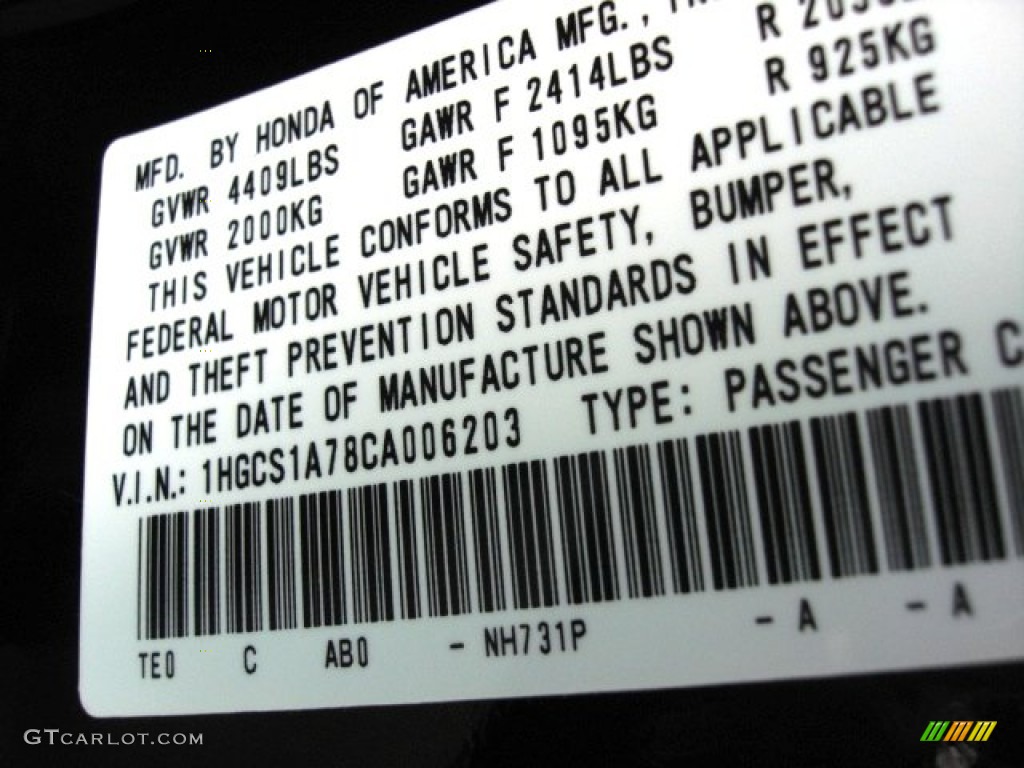 MFD. BY HONDA OF AMERICA MFG.,
GVWR 4409LBS GAWR F 2414LBS R
GVWR 2000KG GAWR F 1095KG R 925KG
THIS VEHICLE CONFORMS TO ALL APPLICABLE
FEDERAL MOTOR VEHICLE SAFETY, BUMPER,
AND THEFT PREVENTION STANDARDS IN EFFECT
ON THE DATE OF MANUFACTURE SHOWN ABOVE.
V.I.N.: 1HGCS1A78CA006203 TYPE: PASSENGER C
TE0 C AB0 - NH731P - A - A
GTCARLOT.COM